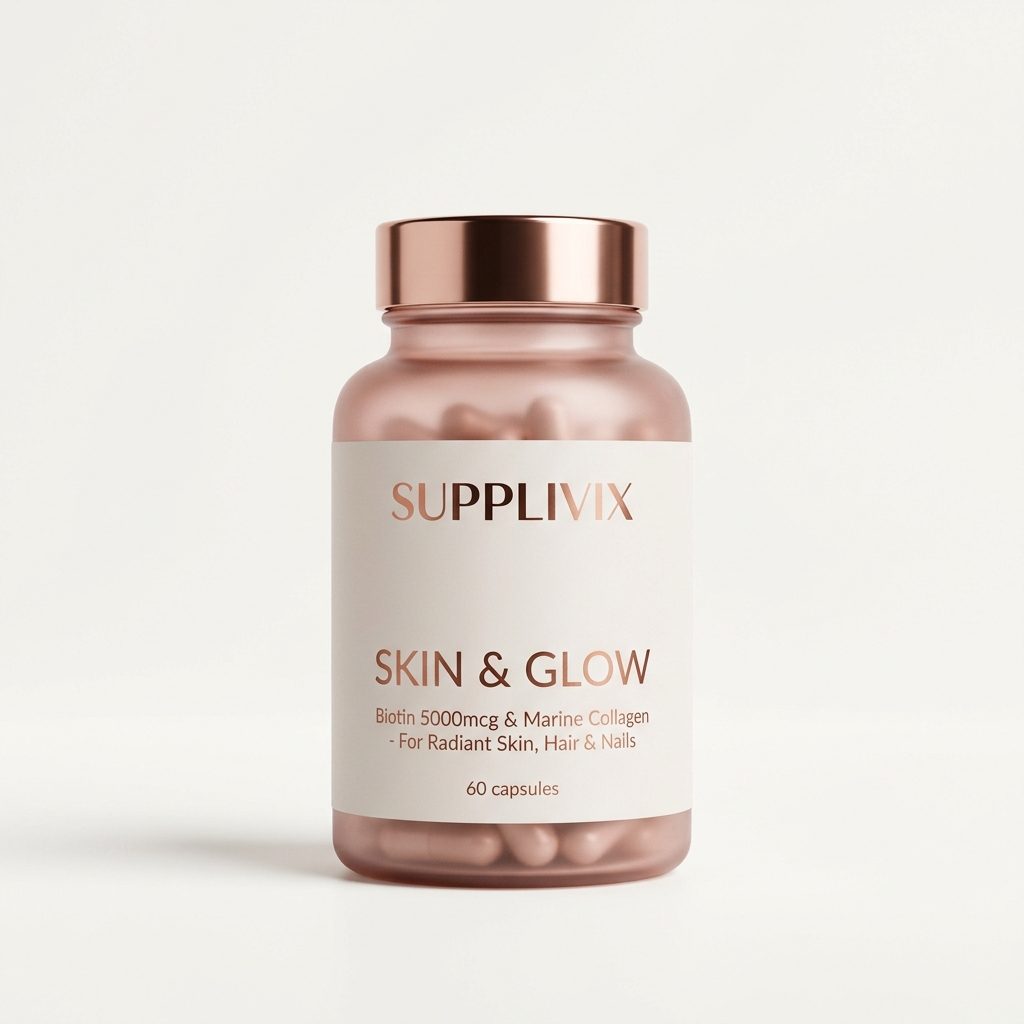 SUPPLIVIX
SKIN & GLOW
Biotin 5000mcg & Marine Collagen
- For Radiant Skin, Hair & Nails
60 capsules